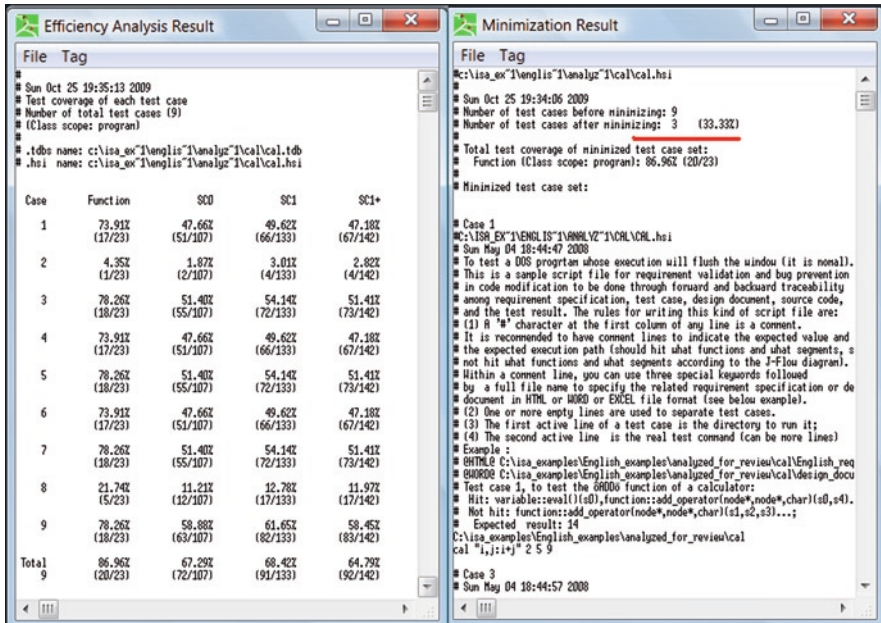 Efficiency Analysis Result
File Tag
#
# Sun Oct 25 19:35:13 2009
# Test coverage of each test case
# Number of total test cases (9)
# (Class scope: program)
#
# .tdbs name: c:\isa_ex~1\englis~1\analyz~1\cal\cal.tdb
# .hsi name: c:\isa_ex~1\englis~1\analyz~1\cal\cal.hsi
Case Function SC0 SC1 SC1+
1 73.91% 47.66% 49.62% 47.18%
(17/23) (51/107) (66/133) (67/142)
2 4.35% 1.87% 3.01% 2.82%
(1/23) (2/107) (4/133) (4/142)
3 78.26% 51.40% 54.14% 51.41%
(18/23) (55/107) (72/133) (73/142)
4 73.91% 47.66% 49.62% 47.18%
(17/23) (51/107) (66/133) (67/142)
5 78.26% 51.40% 54.14% 51.41%
(18/23) (55/107) (72/133) (73/142)
6 73.91% 47.66% 49.62% 47.18%
(17/23) (51/107) (66/133) (67/142)
7 78.26% 51.40% 54.14% 51.41%
(18/23) (55/107) (72/133) (73/142)
8 21.74% 11.21% 12.78% 11.97%
(5/23) (12/107) (17/133) (17/142)
9 78.26% 58.88% 61.65% 58.45%
(18/23) (63/107) (82/133) (83/142)
Total 86.96% 67.29% 68.42% 64.79%
9 (20/23) (72/107) (91/133) (92/142)
Minimization Result
File Tag
#c:\isa_ex~1\englis~1\analyz~1\cal\cal.hsi
#
# Sun Oct 25 19:34:06 2009
# Number of test cases before minimizing: 9
# Number of test cases after minimizing: 3 (33.33%)
#
# Total test coverage of minimized test case set:
# Function (Class scope: program): 86.96% (20/23)
#
# Minimized test case set:
# Case 1
#C:\ISA_EX~1\ENGLIS~1\ANALYZ~1\CAL\CAL.hsi
# Sun May 04 18:44:47 2008
# To test a DOS progrtam whose execution will flush the window (it is nomal).
# This is a sample script file for requirement validation and bug prevention
# in code modification to be done through forward and backward traceability
# among requirement specification, test case, design document, source code,
# and the test result. The rules for writing this kind of script file are:
# (1) A '#' character at the first column of any line is a comment.
# It is recommended to have comment lines to indicate the expected value and
# the expected execution path (should hit what functions and what segments, s
# not hit what functions and what segments according to the J-Flow diagram).
# Within a comment line, you can use three special keywords followed
# by a full file name to specify the related requirement specification or de
# document in HTML or WORD or EXCEL file format (see below example).
# (2) One or more empty lines are used to separate test cases.
# (3) The first active line of a test case is the directory to run it;
# (4) The second active line is the real test command (can be more lines)
# Example :
# @HTML@ C:\isa_examples\English_examples\analyzed_for_review\cal\English_req
# @WORD@ C:\isa_examples\English_examples\analyzed_for_review\cal\design_docu
# Test case 1, to test the õADDõ function of a calculator:
# Hit: variable::eval()(s0),function::add_operator(node*,node*,char)(s0,s4).
# Not hit: function::add_operator(node*,node*,char)(s1,s2,s3)...;
# Expected result: 14
C:\isa_examples\English_examples\analyzed_for_review\cal
cal "i,j:i+j" 2 5 9
# Case 3
# Sun May 04 18:44:57 2008